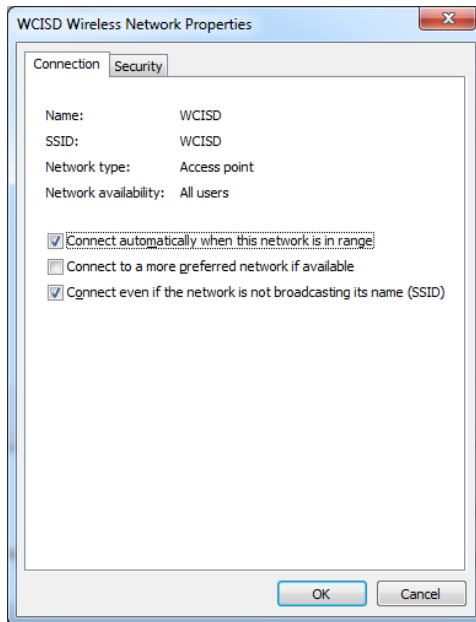 WCISD Wireless Network Properties
Connection Security
Name: WCISD
SSID: WCISD
Network type: Access point
Network availability: All users
Connect automatically when this network is in range
Connect to a more preferred network if available
Connect even if the network is not broadcasting its name (SSID)
OK Cancel